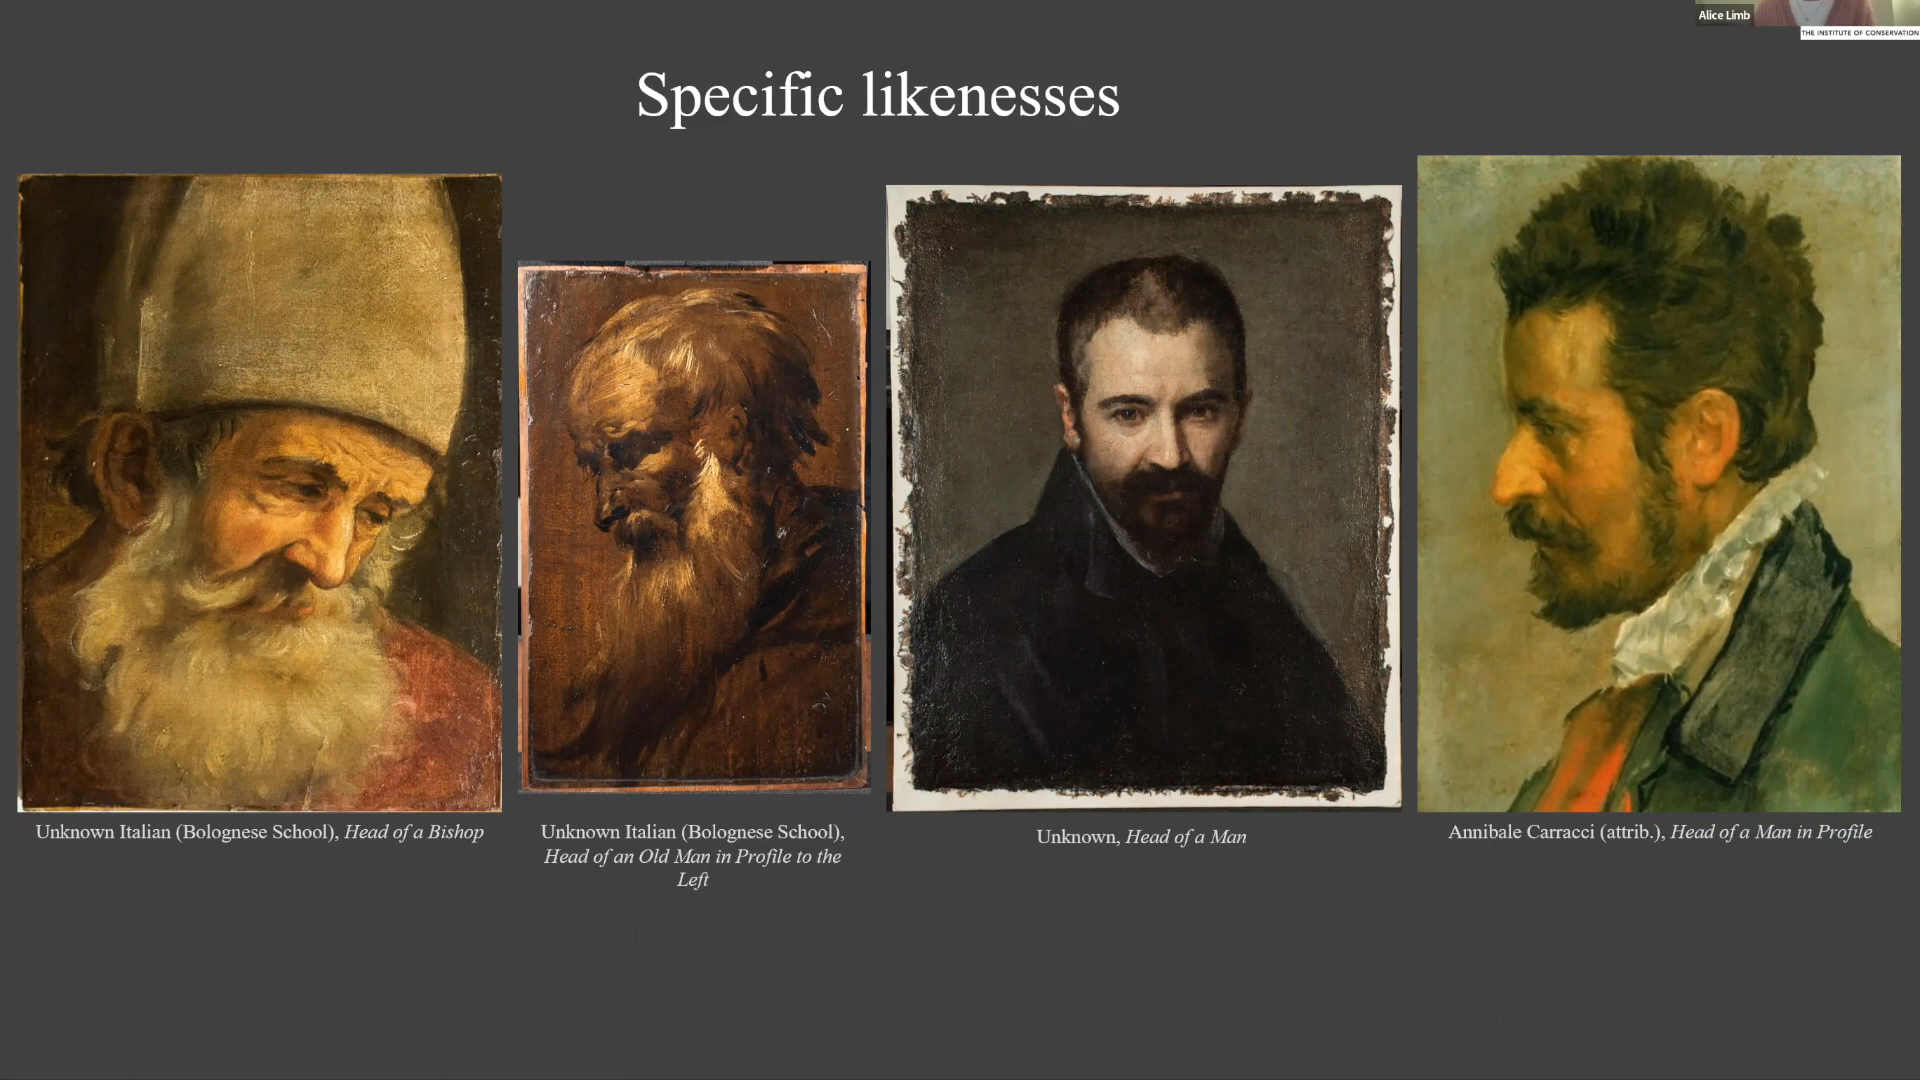 Alice Limb
THE INSTITUTE OF CONSERVATION
Specific likenesses
Unknown Italian (Bolognese School), Head of a Bishop
Unknown Italian (Bolognese School),
Head of an Old Man in Profile to the
Left
Unknown, Head of a Man
Annibale Carracci (attrib.), Head of a Man in Profile